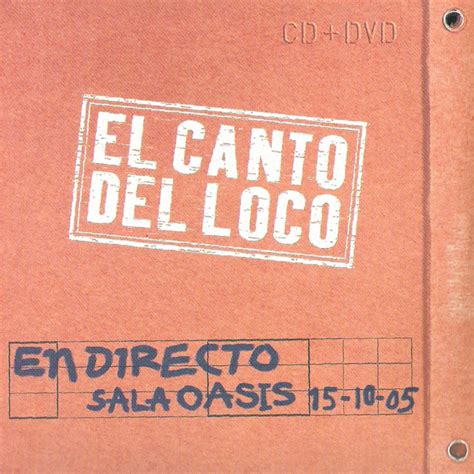 CD+DVD
EL CANTO
DEL LOCO
EN DIRECTO
SALA OASIS 15-10-05